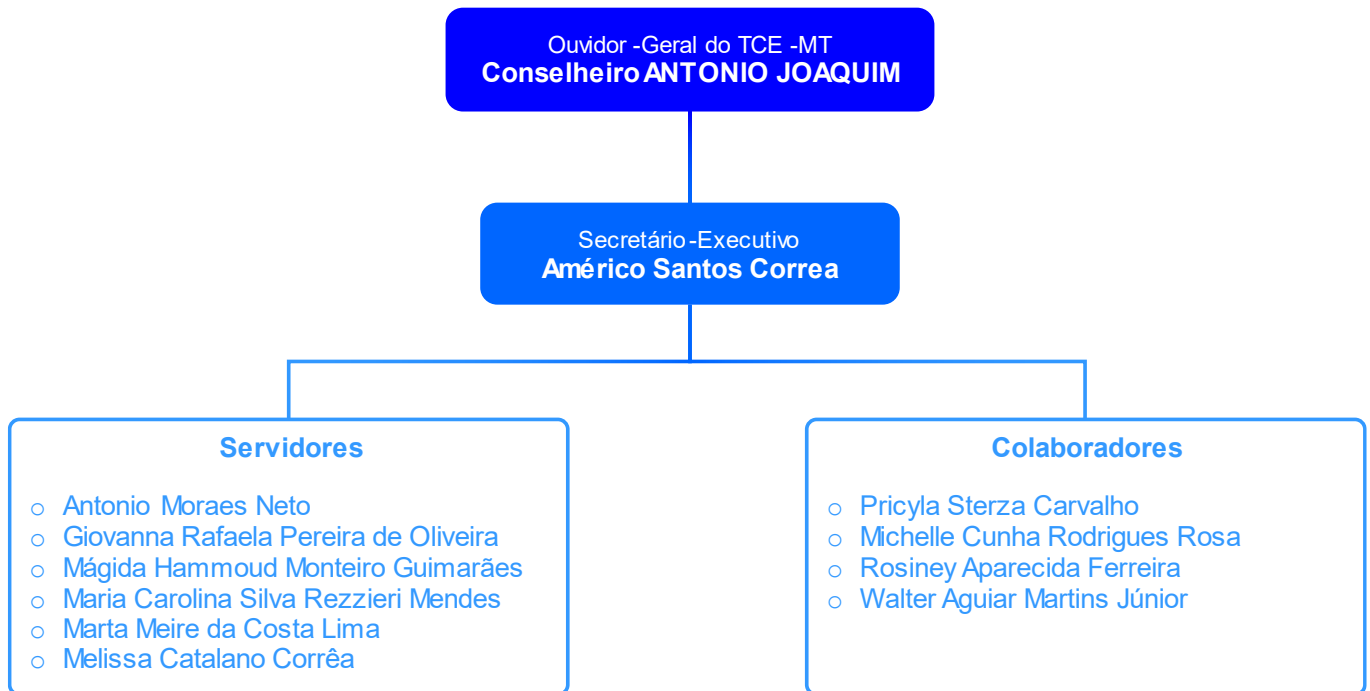 Ouvidor-Geral do TCE-MT
Conselheiro ANTONIO JOAQUIM
Secretário-Executivo
Américo Santos Correa
Servidores
○ Antonio Moraes Neto
○ Giovanna Rafaela Pereira de Oliveira
○ Mágida Hammoud Monteiro Guimarães
○ Maria Carolina Silva Rezzieri Mendes
○ Marta Meire da Costa Lima
○ Melissa Catalano Corrêa
Colaboradores
○ Pricyla Sterza Carvalho
○ Michelle Cunha Rodrigues Rosa
○ Rosiney Aparecida Ferreira
○ Walter Aguiar Martins Júnior